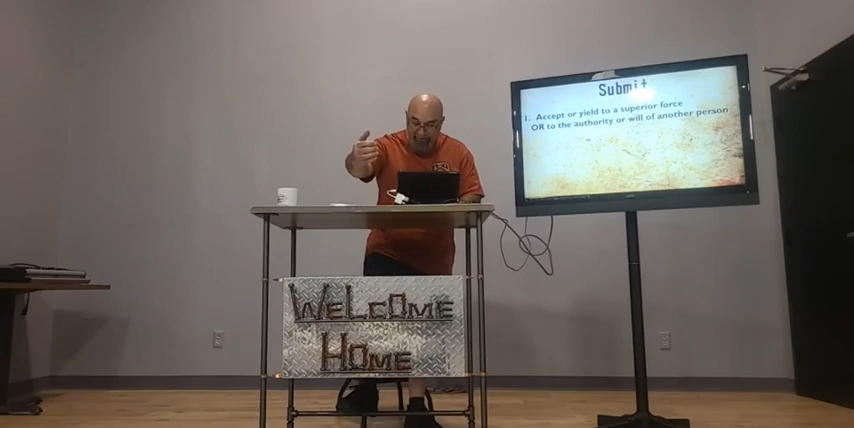 Submit
1. Accept or yield to a superior force
OR to the authority or will of another person
WELCOME
HOME